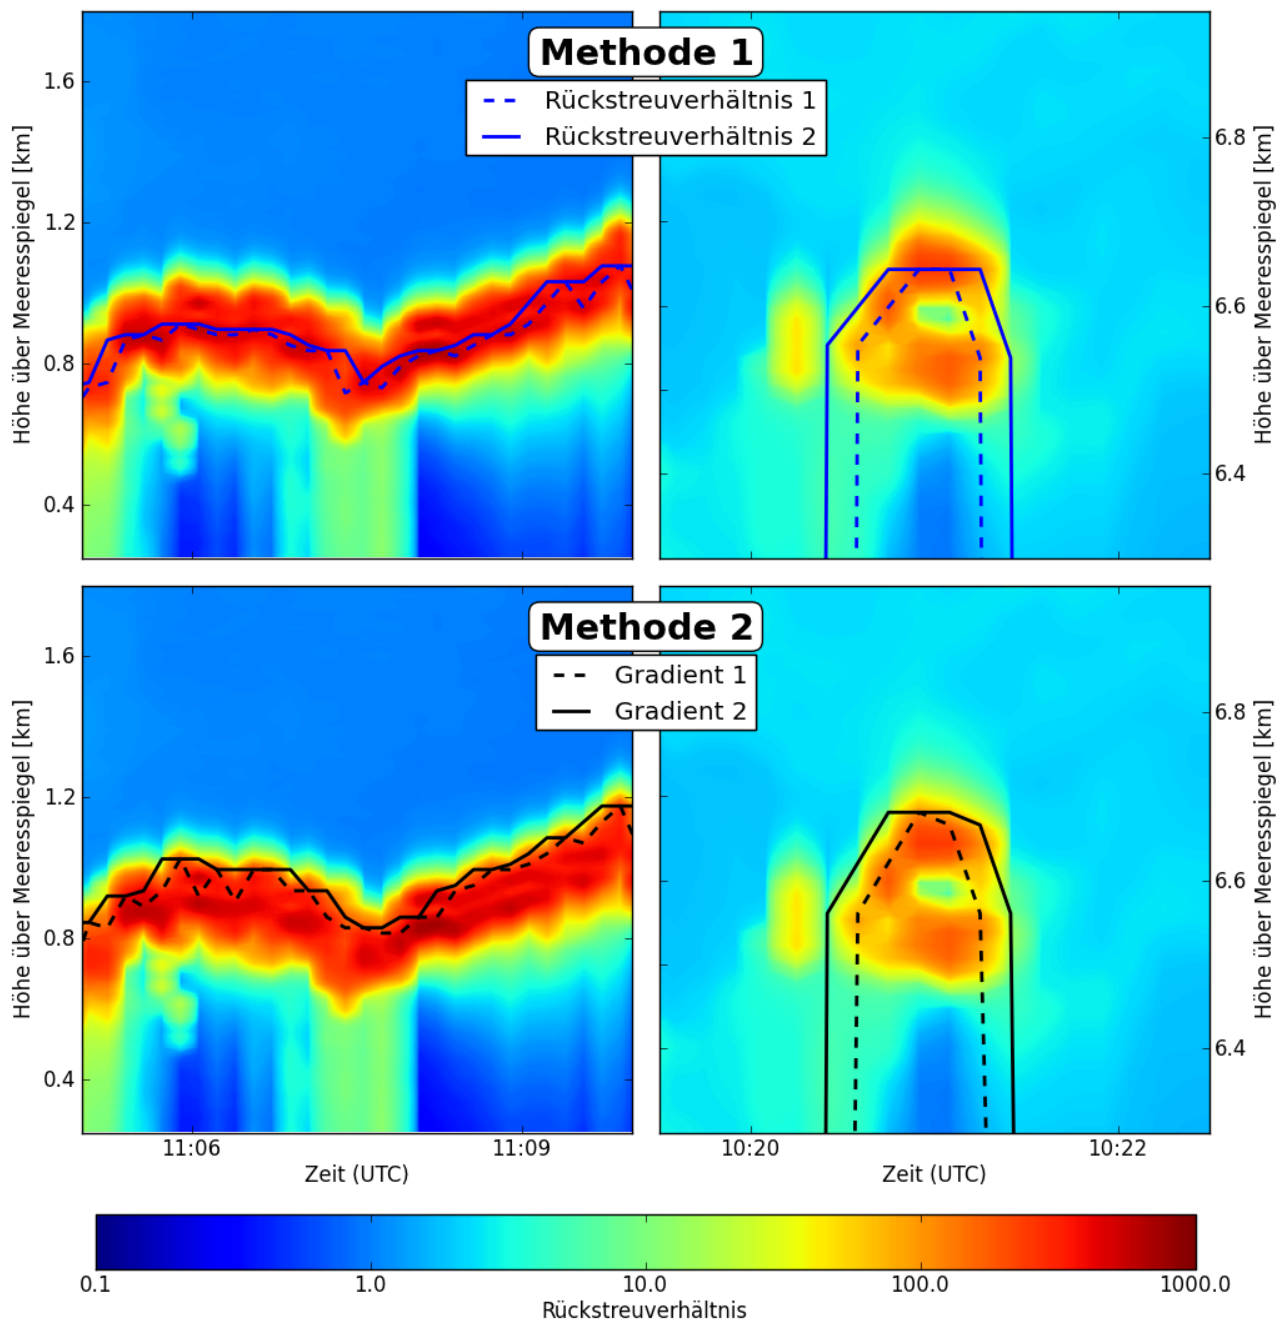 Methode 1
Rückstreuverhältnis 1
Rückstreuverhältnis 2
1.6
1.2
0.8
0.4
Höhe über Meeresspiegel [km]
6.8
6.6
6.4
Höhe über Meeresspiegel [km]
Methode 2
Gradient 1
Gradient 2
1.6
1.2
0.8
0.4
Höhe über Meeresspiegel [km]
6.8
6.6
6.4
Höhe über Meeresspiegel [km]
11:06 11:09 10:20 10:22
Zeit (UTC) Zeit (UTC)
0.1 1.0 10.0 100.0 1000.0
Rückstreuverhältnis